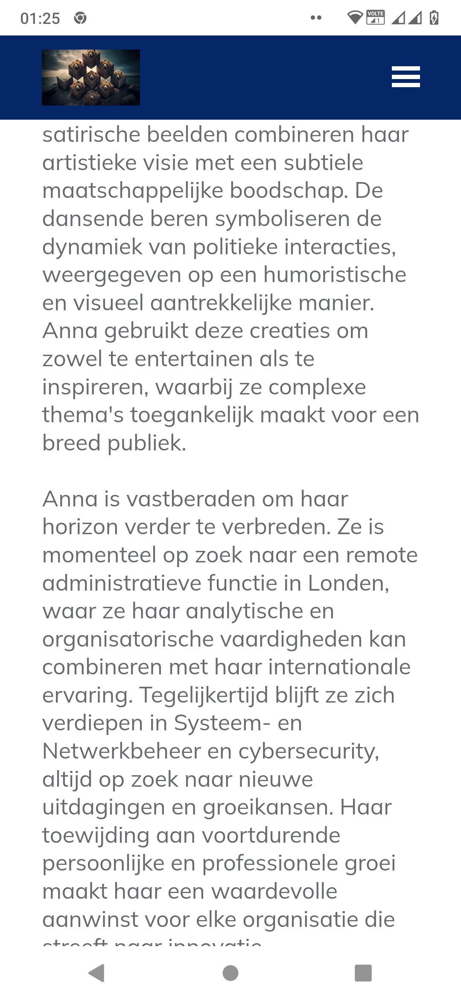 01:25
VOLTE
1
satirische beelden combineren haar
artistieke visie met een subtiele
maatschappelijke boodschap. De
dansende beren symboliseren de
dynamiek van politieke interacties,
weergegeven op een humoristische
en visueel aantrekkelijke manier.
Anna gebruikt deze creaties om
zowel te entertainen als te
inspireren, waarbij ze complexe
thema's toegankelijk maakt voor een
breed publiek.
Anna is vastberaden om haar
horizon verder te verbreden. Ze is
momenteel op zoek naar een remote
administratieve functie in Londen,
waar ze haar analytische en
organisatorische vaardigheden kan
combineren met haar internationale
ervaring. Tegelijkertijd blijft ze zich
verdiepen in Systeem- en
Netwerkbeheer en cybersecurity,
altijd op zoek naar nieuwe
uitdagingen en groeikansen. Haar
toewijding aan voortdurende
persoonlijke en professionele groei
maakt haar een waardevolle
aanwinst voor elke organisatie die
streeft naar innovatie